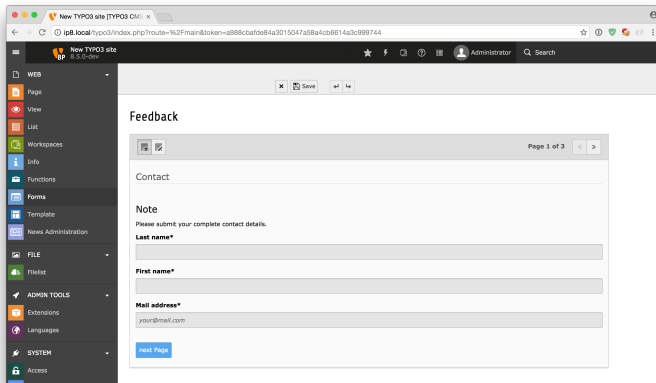 New TYPO3 site [TYPO3 CMS
ip8.local/typo3/index.php?route=%2Fmain&token=a988cbafde84a3015047a58a4cb6614a3c999744
New TYPO3 site
BP 8.5.0-dev
Administrator
Search
WEB
Page
View
List
Workspaces
Info
Functions
Forms
Template
News Administration
FILE
Filelist
ADMIN TOOLS
Extensions
Languages
SYSTEM
Access
Save
Feedback
Page 1 of 3
Contact
Note
Please submit your complete contact details.
Last name*
First name*
Mail address*
your@mail.com
next Page